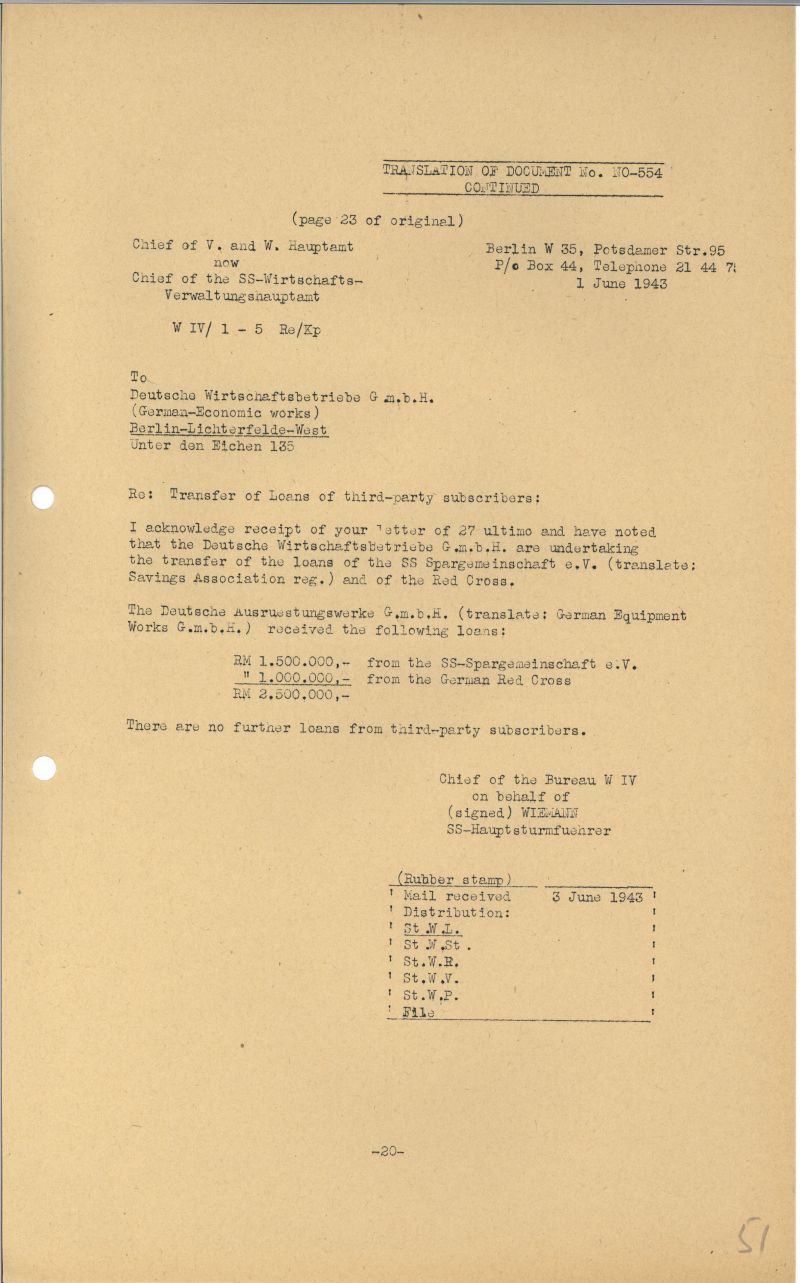 TRANSLATION OF DOCUMENT No. NO-554
CONTINUED
(page 23 of original)
Chief of V. and W. Hauptamt
now
Chief of the SS-Wirtschafts-
Verwaltungshauptamt
W IV/ 1 - 5 Re/Kp
Berlin W 35, Potsdamer Str.95
P/o Box 44, Telephone 21 44
1 June 1943
To
Deutsche Wirtschaftsbetriebe G.m.b.H.
(German-Economic works)
Berlin-Lichterfelde-West
Unter den Eichen 135
Re: Transfer of Loans of third-party subscribers:
I acknowledge receipt of your letter of 27 ultimo and have noted
that the Deutsche Wirtschaftsbetriebe G.m.b.H. are undertaking
the transfer of the loans of the SS Spargemeinschaft e.V. (translate:
Savings Association reg.) and of the Red Cross.
The Deutsche Ausruestungswerke G.m.b.H. (translate: German Equipment
Works G.m.b.H.) received the following loans:
RM 1.500.000,- from the SS-Spargemeinschaft e.V.
" 1.000.000,- from the German Red Cross
RM 2.500.000,-
There are no further loans from third-party subscribers.
Chief of the Bureau W IV
on behalf of
(signed) WIEMANN
SS-Hauptsturmfuehrer
(Rubber stamp)
' Mail received 3 June 1943 '
' Distribution: '
' St.W.L. '
' St.W.St. '
' St.W.R. '
' St.W.V. '
' St.W.P. '
' File '
-20-
51